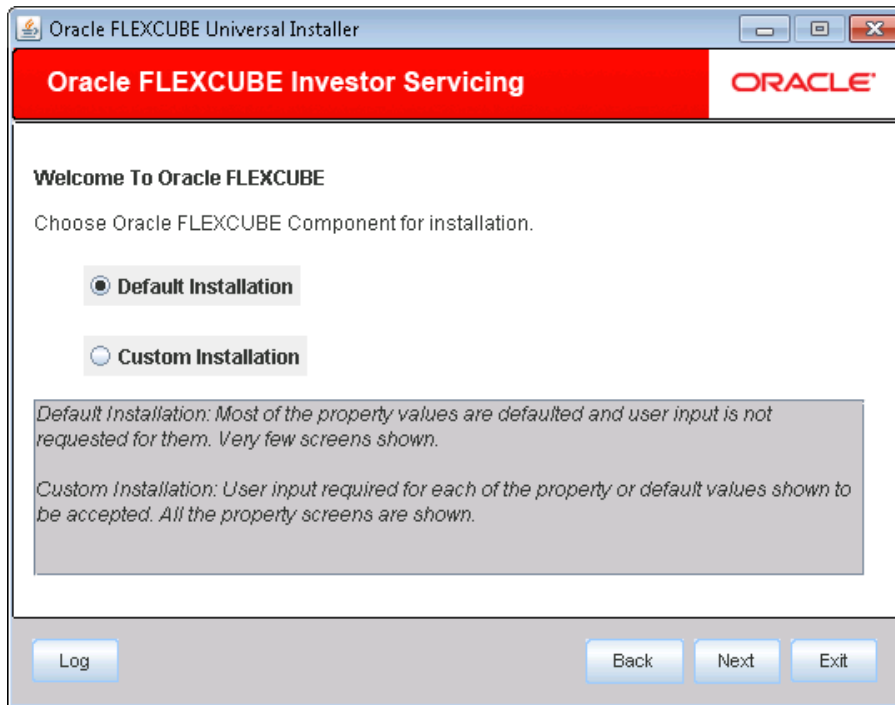 Oracle FLEXCUBE Universal Installer
Oracle FLEXCUBE Investor Servicing
ORACLE
Welcome To Oracle FLEXCUBE
Choose Oracle FLEXCUBE Component for installation.
Default Installation
Custom Installation
Default Installation: Most of the property values are defaulted and user input is not
requested for them. Very few screens shown.
Custom Installation: User input required for each of the property or default values shown to
be accepted. All the property screens are shown.
Log
Back
Next
Exit